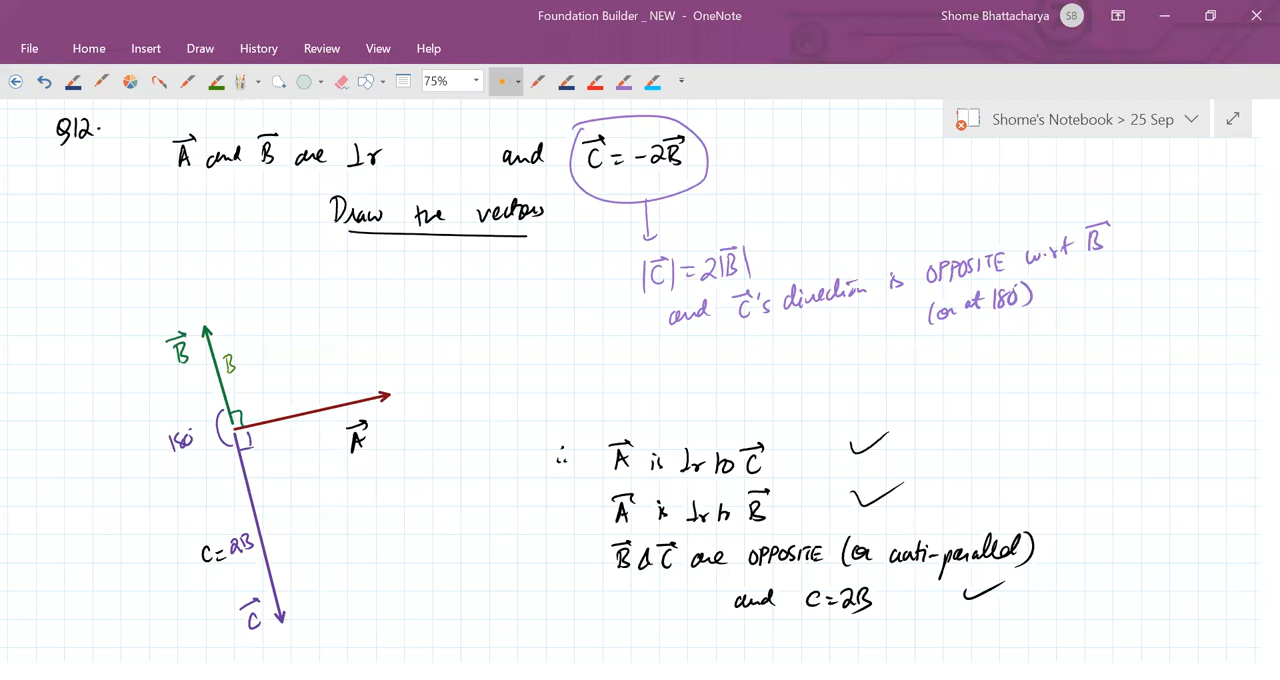 Foundation Builder _ NEW - OneNote
Shome Bhattacharya SB
File Home Insert Draw History Review View Help
75%
Shome's Notebook > 25 Sep
Q12.
A⃗ and B⃗ are ⊥r and C⃗ = -2B⃗
Draw the vectors
|C⃗| = 2|B⃗|
and C⃗'s direction is OPPOSITE w.r.t B⃗
(or at 180°)
B⃗ B
180°
A⃗
C = 2B
C⃗
∴ A⃗ is ⊥r to C⃗ ✓
A⃗ is ⊥r to B⃗ ✓
B⃗ & C⃗ are OPPOSITE (or anti-parallel)
and C = 2B ✓